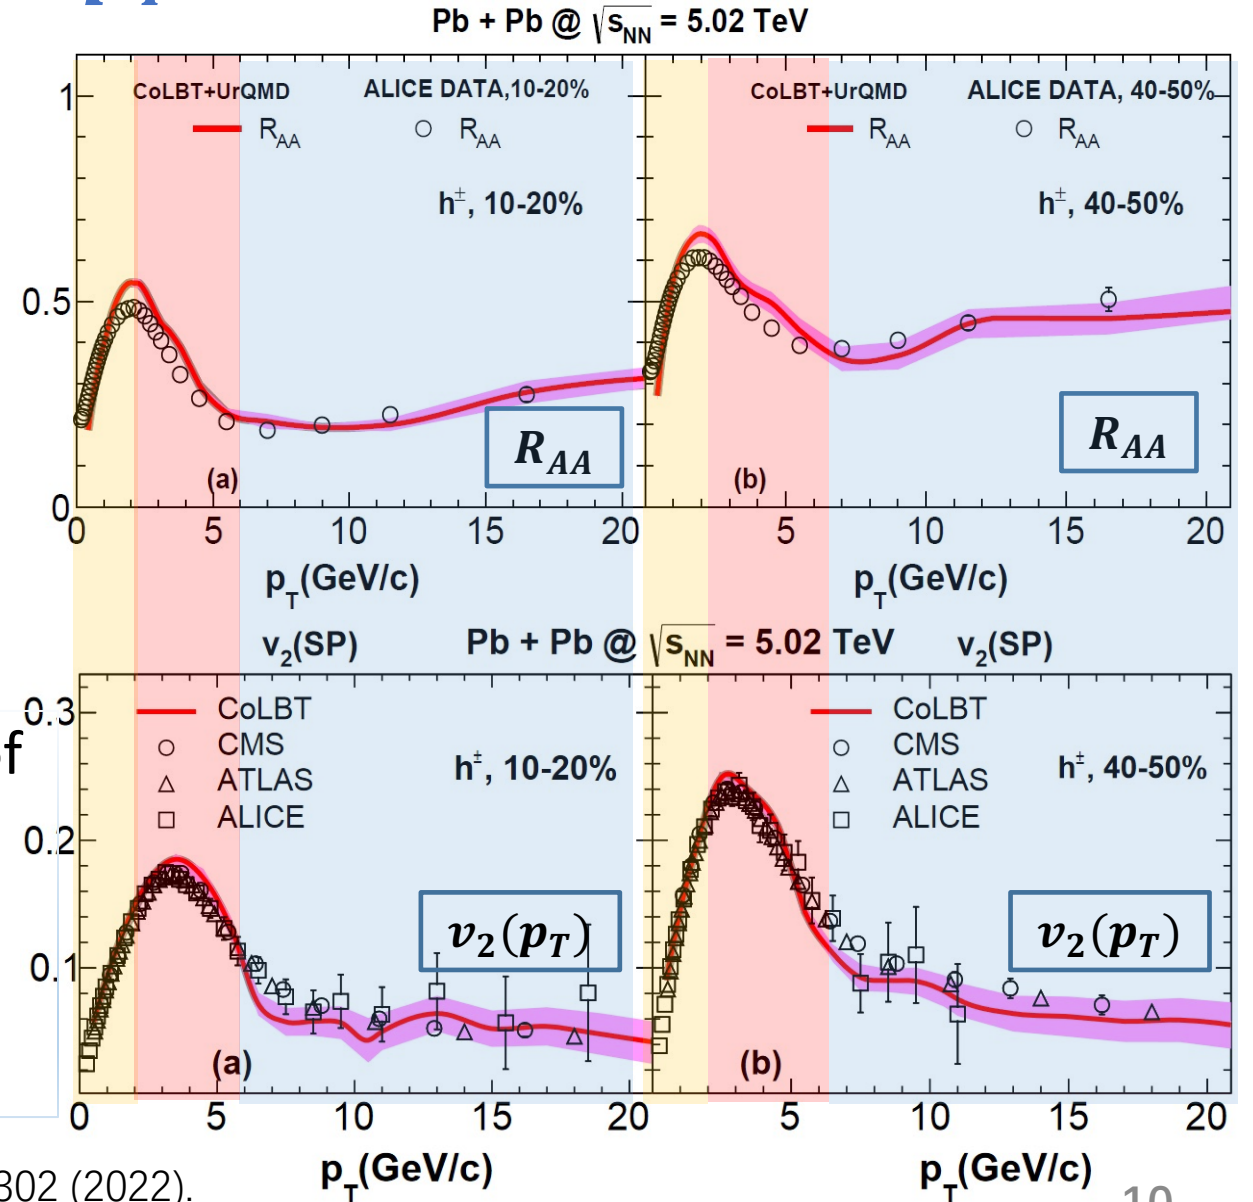 Pb + Pb @ √sNN = 5.02 TeV
CoLBT+UrQMD ALICE DATA,10-20%
RAA RAA
h±, 10-20%
CoLBT+UrQMD ALICE DATA, 40-50%
RAA RAA
h±, 40-50%
1
0.5
0
RAA
(a)
RAA
(b)
0 5 10 15 20
5 10 15 20
pT(GeV/c)
pT(GeV/c)
v2(SP) Pb + Pb @ √sNN = 5.02 TeV v2(SP)
0.3
0.2
0.1
of
CoLBT
CMS
ATLAS
ALICE
h±, 10-20%
v2(pT)
(a)
CoLBT
CMS
ATLAS
ALICE
h±, 40-50%
v2(pT)
(b)
0 5 10 15 20
5 10 15 20
pT(GeV/c)
pT(GeV/c)
302 (2022).
10